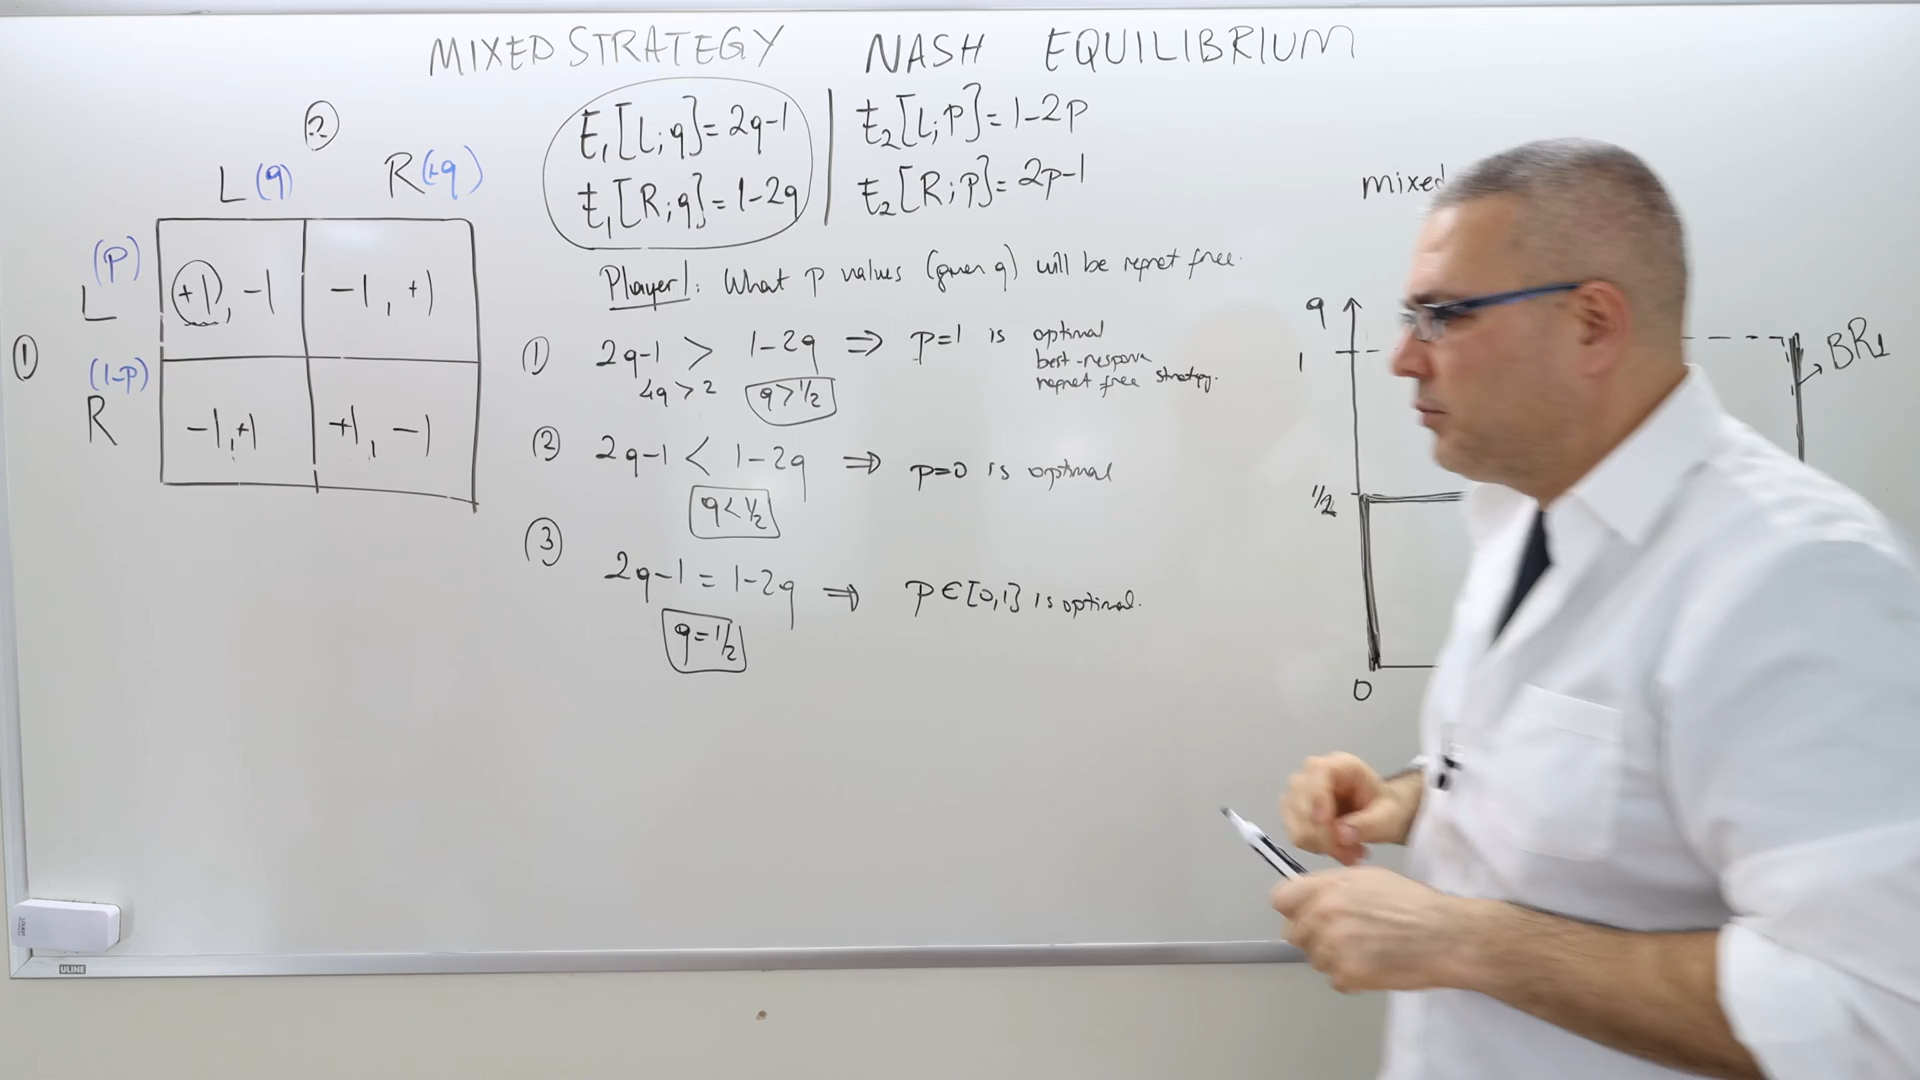 MIXED STRATEGY NASH EQUILIBRIUM
②
L (q) R (1-q)
(p)
L +1, -1 -1, +1
①
(1-p)
R -1, +1 +1, -1
E₁[L;q] = 2q-1
E₁[R;q] = 1-2q
E₂[L;p] = 1-2p
E₂[R;p] = 2p-1
Player 1: What p values (given q) will be regret free.
① 2q-1 > 1-2q ⇒ p=1 is optimal
best-response
regret free strategy.
4q > 2 q > 1/2
② 2q-1 < 1-2q ⇒ p=0 is optimal
q < 1/2
③ 2q-1 = 1-2q ⇒ p∈[0,1] is optimal.
q = 1/2
mixed
q
1
1/2
0
BR₁
ULINE